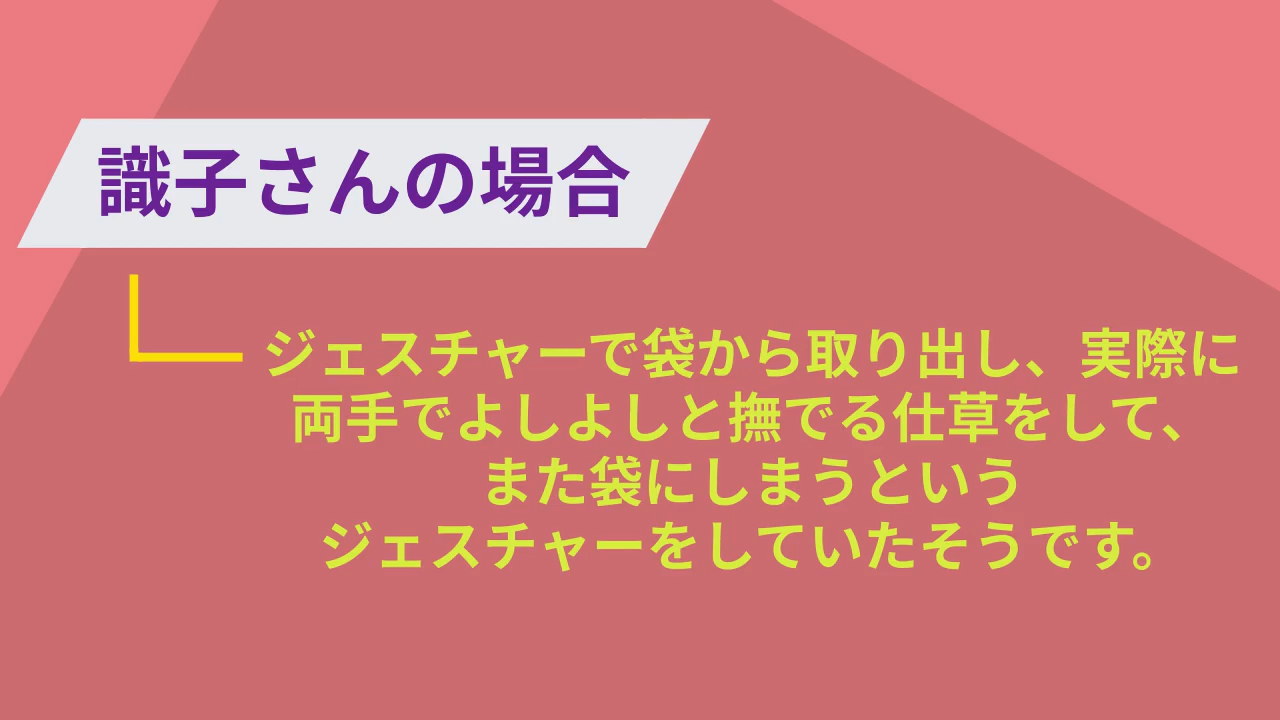 識子さんの場合
ジェスチャーで袋から取り出し、実際に
両手でよしよしと撫でる仕草をして、
また袋にしまうという
ジェスチャーをしていたそうです。